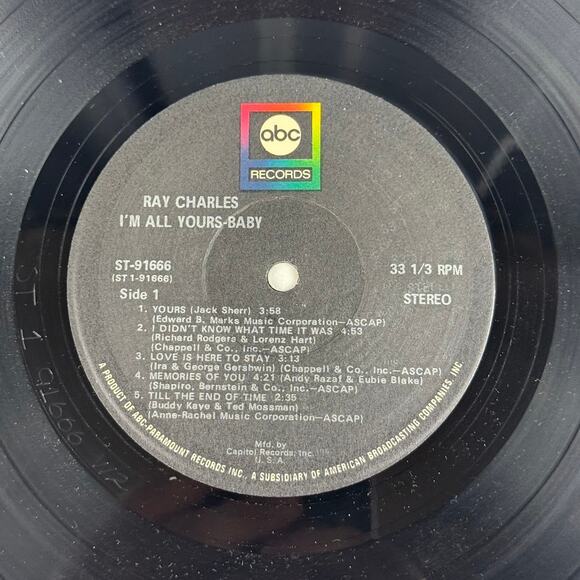 abc
RECORDS
RAY CHARLES
I'M ALL YOURS-BABY
ST-91666
(ST 1-91666)
Side 1
33 1/3 RPM
STEREO
1. YOURS (Jack Sherr) 3:58
(Edward B. Marks Music Corporation-ASCAP)
2. I DIDN'T KNOW WHAT TIME IT WAS 4:53
(Richard Rodgers & Lorenz Hart)
(Chappell & Co., Inc.-ASCAP)
3. LOVE IS HERE TO STAY 3:13
(Ira & George Gershwin) (Chappell & Co., Inc.-ASCAP)
4. MEMORIES OF YOU 4:21 (Andy Razaf & Eubie Blake)
(Shapiro, Bernstein & Co., Inc.-ASCAP)
5. TILL THE END OF TIME 2:35
(Buddy Kaye & Ted Mossman)
(Anne-Rachel Music Corporation-ASCAP)
Mfd. by
Capitol Records, Inc.
U. S. A.
A PRODUCT OF ABC-PARAMOUNT RECORDS INC., A SUBSIDIARY OF AMERICAN BROADCASTING COMPANIES, INC
ST 1 91666